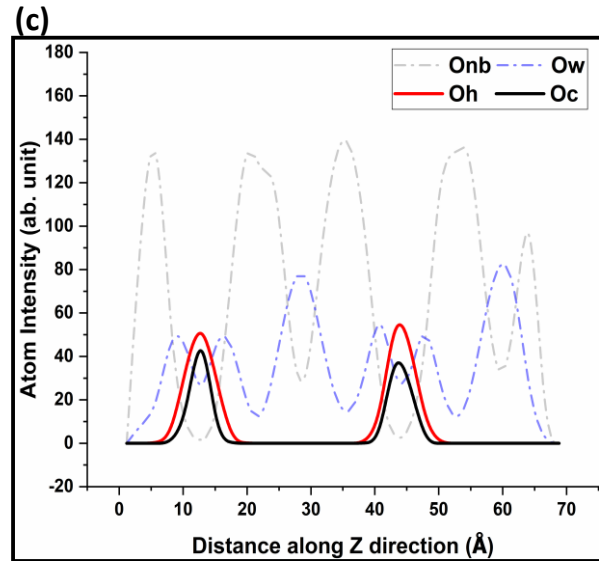 (c)
180
160
140
120
100
80
60
40
20
0
-20
Atom Intensity (ab. unit)
Onb Ow
Oh Oc
0 10 20 30 40 50 60 70
Distance along Z direction (Å)